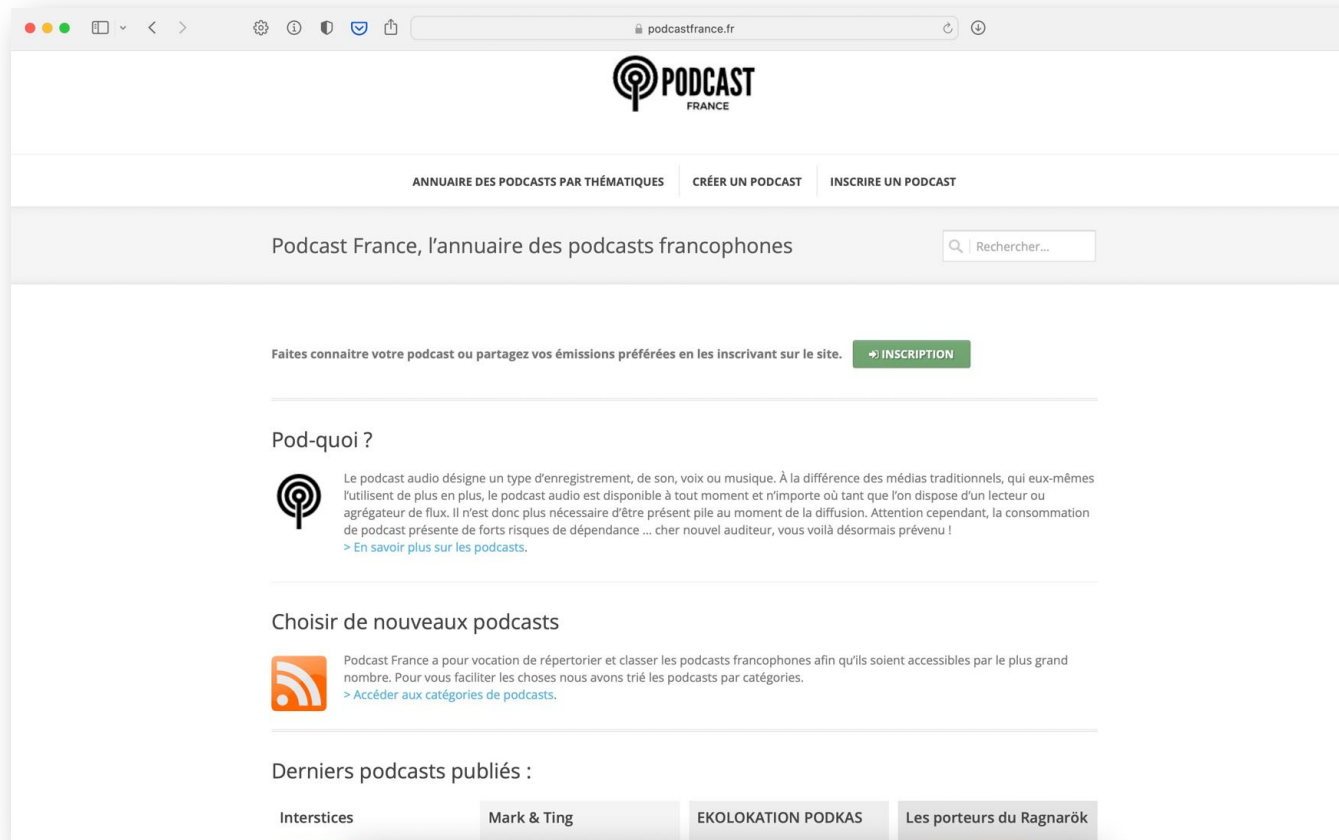 podcastfrance.fr
PODCAST
FRANCE
ANNUAIRE DES PODCASTS PAR THÉMATIQUES
CRÉER UN PODCAST
INSCRIRE UN PODCAST
Podcast France, l’annuaire des podcasts francophones
Rechercher...
Faites connaitre votre podcast ou partagez vos émissions préférées en les inscrivant sur le site.
INSCRIPTION
Pod-quoi ?
Le podcast audio désigne un type d’enregistrement, de son, voix ou musique. À la différence des médias traditionnels, qui eux-mêmes
l’utilisent de plus en plus, le podcast audio est disponible à tout moment et n’importe où tant que l’on dispose d’un lecteur ou
agrégateur de flux. Il n’est donc plus nécessaire d’être présent pile au moment de la diffusion. Attention cependant, la consommation
de podcast présente de forts risques de dépendance … cher nouvel auditeur, vous voilà désormais prévenu !
> En savoir plus sur les podcasts.
Choisir de nouveaux podcasts
Podcast France a pour vocation de répertorier et classer les podcasts francophones afin qu’ils soient accessibles par le plus grand
nombre. Pour vous faciliter les choses nous avons trié les podcasts par catégories.
> Accéder aux catégories de podcasts.
Derniers podcasts publiés :
Interstices
Mark & Ting
EKOLOKATION PODKAS
Les porteurs du Ragnarök